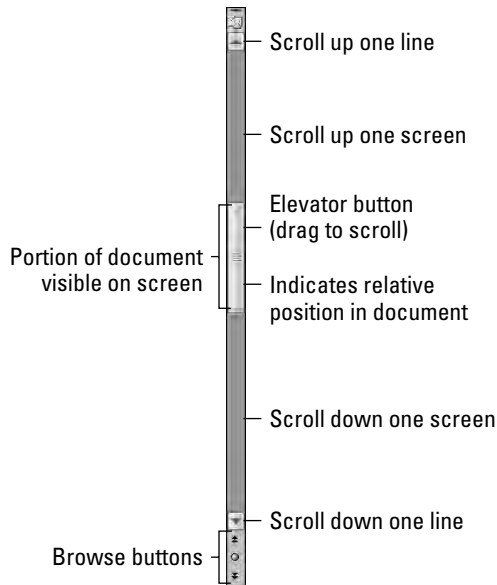 Scroll up one line
Scroll up one screen
Elevator button
(drag to scroll)
Portion of document
visible on screen
Indicates relative
position in document
Scroll down one screen
Scroll down one line
Browse buttons